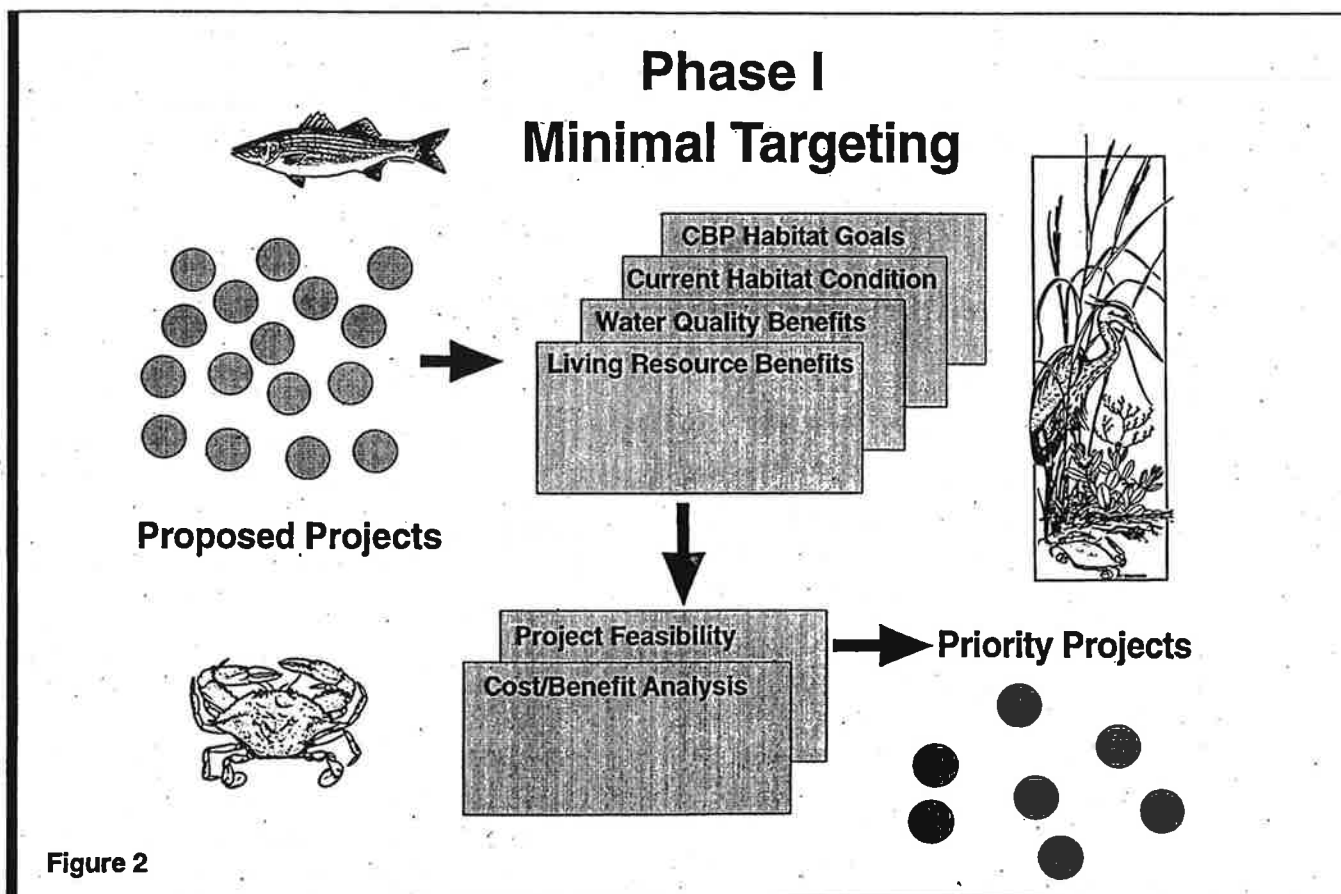 Phase I
Minimal Targeting
CBP Habitat Goals
Current Habitat Condition
Water Quality Benefits
Living Resource Benefits
Proposed Projects
Project Feasibility
Cost/Benefit Analysis
Priority Projects
Figure 2